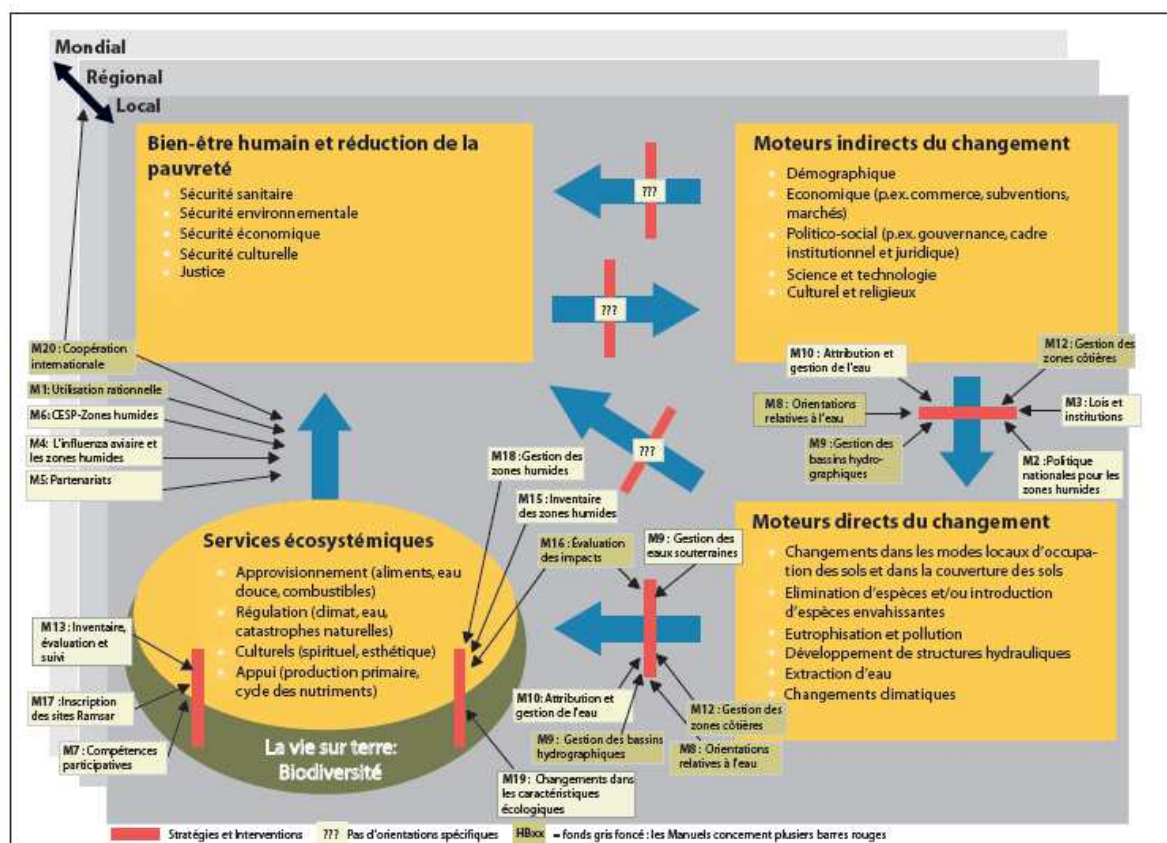 Mondial
Régional
Local
Bien-être humain et réduction de la
pauvreté
Sécurité sanitaire
Sécurité environnementale
Sécurité économique
Sécurité culturelle
Justice
???
???
Moteurs indirects du changement
Démographique
Economique (p.ex. commerce, subventions,
marchés)
Politico-social (p.ex. gouvernance, cadre
institutionnel et juridique)
Science et technologie
Culturel et religieux
M20 : Coopération
internationale
M1: Utilisation rationnelle
M6: CESP-Zones humides
M4: L'influenza aviaire et
les zones humides
M5: Partenariats
M10 : Attribution et
gestion de l'eau
M12: Gestion des
zones côtières
M8 : Orientations
relatives à l'eau
M3: Lois et
institutions
M9 : Gestion des
bassins hydro-
graphiques
M2 : Politique
nationales pour les
zones humides
???
M18 : Gestion des
zones humides
M15 : Inventaire
des zones humides
M16 : Évaluation
des impacts
M9 : Gestion des
eaux souterraines
Services écosystémiques
Approvisionnement (aliments, eau
douce, combustibles)
Régulation (climat, eau,
catastrophes naturelles)
Culturels (spirituel, esthétique)
Appui (production primaire,
cycle des nutriments)
La vie sur terre:
Biodiversité
M13 : Inventaire,
évaluation et
suivi
M17 : Inscription
des sites Ramsar
M7 : Compétences
participatives
Moteurs directs du changement
Changements dans les modes locaux d'occupa-
tion des sols et dans la couverture des sols
Elimination d'espèces et/ou introduction
d'espèces envahissantes
Eutrophisation et pollution
Développement de structures hydrauliques
Extraction d'eau
Changements climatiques
M10: Attribution et
gestion de l'eau
M12 : Gestion des
zones côtières
M9 : Gestion des bassins
hydrographiques
M8 : Orientations
relatives à l'eau
M19 : Changements dans
les caractéristiques
écologiques
Stratégies et Interventions
??? Pas d'orientations spécifiques
HBxx = fonds gris foncé : les Manuels concernent plusiers barres rouges